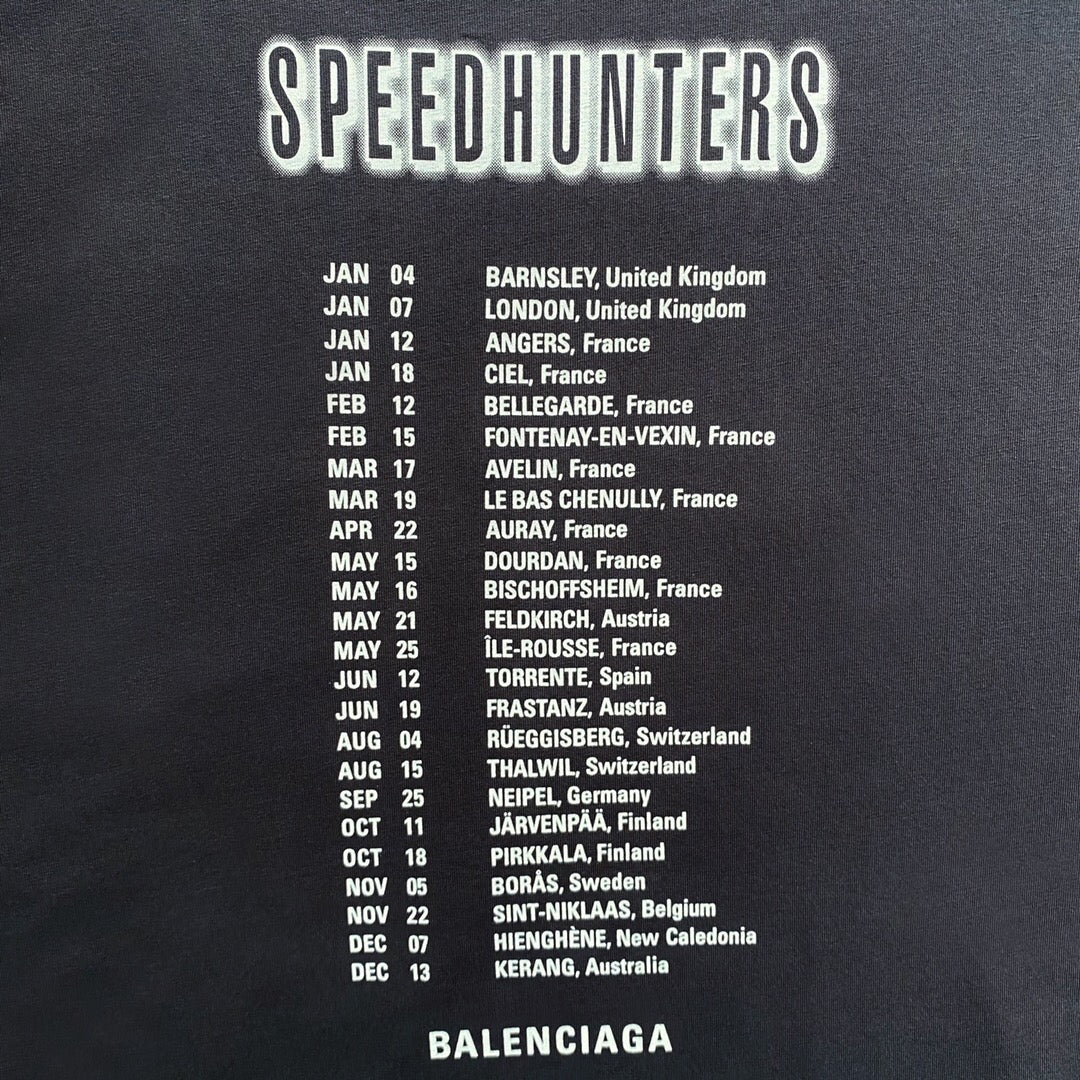 SPEEDHUNTERS
JAN 04 BARNSLEY, United Kingdom
JAN 07 LONDON, United Kingdom
JAN 12 ANGERS, France
JAN 18 CIEL, France
FEB 12 BELLEGARDE, France
FEB 15 FONTENAY-EN-VEXIN, France
MAR 17 AVELIN, France
MAR 19 LE BAS CHENULLY, France
APR 22 AURAY, France
MAY 15 DOURDAN, France
MAY 16 BISCHOFFSHEIM, France
MAY 21 FELDKIRCH, Austria
MAY 25 ÎLE-ROUSSE, France
JUN 12 TORRENTE, Spain
JUN 19 FRASTANZ, Austria
AUG 04 RÜEGGISBERG, Switzerland
AUG 15 THALWIL, Switzerland
SEP 25 NEIPEL, Germany
OCT 11 JÄRVENPÄÄ, Finland
OCT 18 PIRKKALA, Finland
NOV 05 BORÅS, Sweden
NOV 22 SINT-NIKLAAS, Belgium
DEC 07 HIENGHÈNE, New Caledonia
DEC 13 KERANG, Australia
BALENCIAGA